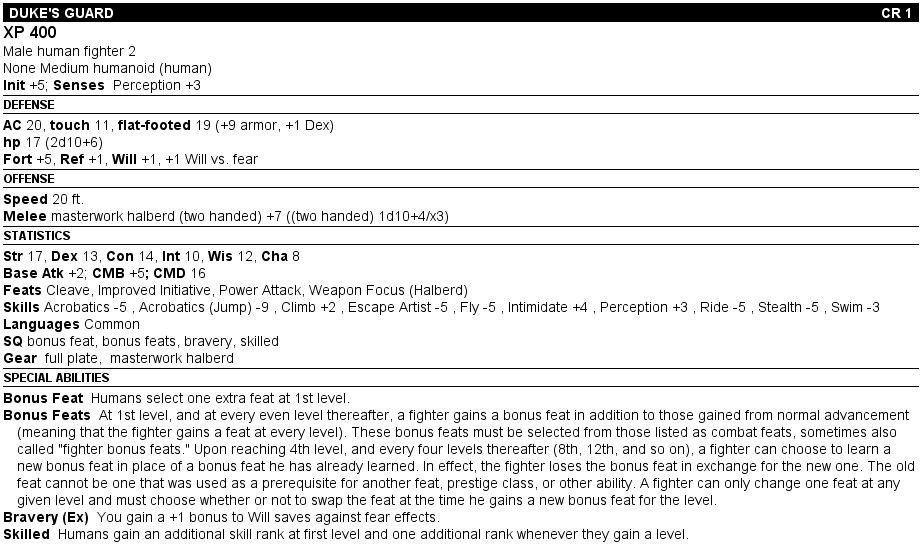 DUKE'S GUARD CR 1
XP 400
Male human fighter 2
None Medium humanoid (human)
Init +5; Senses Perception +3
DEFENSE
AC 20, touch 11, flat-footed 19 (+9 armor, +1 Dex)
hp 17 (2d10+6)
Fort +5, Ref +1, Will +1, +1 Will vs. fear
OFFENSE
Speed 20 ft.
Melee masterwork halberd (two handed) +7 ((two handed) 1d10+4/x3)
STATISTICS
Str 17, Dex 13, Con 14, Int 10, Wis 12, Cha 8
Base Atk +2; CMB +5; CMD 16
Feats Cleave, Improved Initiative, Power Attack, Weapon Focus (Halberd)
Skills Acrobatics -5 , Acrobatics (Jump) -9 , Climb +2 , Escape Artist -5 , Fly -5 , Intimidate +4 , Perception +3 , Ride -5 , Stealth -5 , Swim -3
Languages Common
SQ bonus feat, bonus feats, bravery, skilled
Gear full plate, masterwork halberd
SPECIAL ABILITIES
Bonus Feat Humans select one extra feat at 1st level.
Bonus Feats At 1st level, and at every even level thereafter, a fighter gains a bonus feat in addition to those gained from normal advancement
(meaning that the fighter gains a feat at every level). These bonus feats must be selected from those listed as combat feats, sometimes also
called "fighter bonus feats." Upon reaching 4th level, and every four levels thereafter (8th, 12th, and so on), a fighter can choose to learn a
new bonus feat in place of a bonus feat he has already learned. In effect, the fighter loses the bonus feat in exchange for the new one. The old
feat cannot be one that was used as a prerequisite for another feat, prestige class, or other ability. A fighter can only change one feat at any
given level and must choose whether or not to swap the feat at the time he gains a new bonus feat for the level.
Bravery (Ex) You gain a +1 bonus to Will saves against fear effects.
Skilled Humans gain an additional skill rank at first level and one additional rank whenever they gain a level.